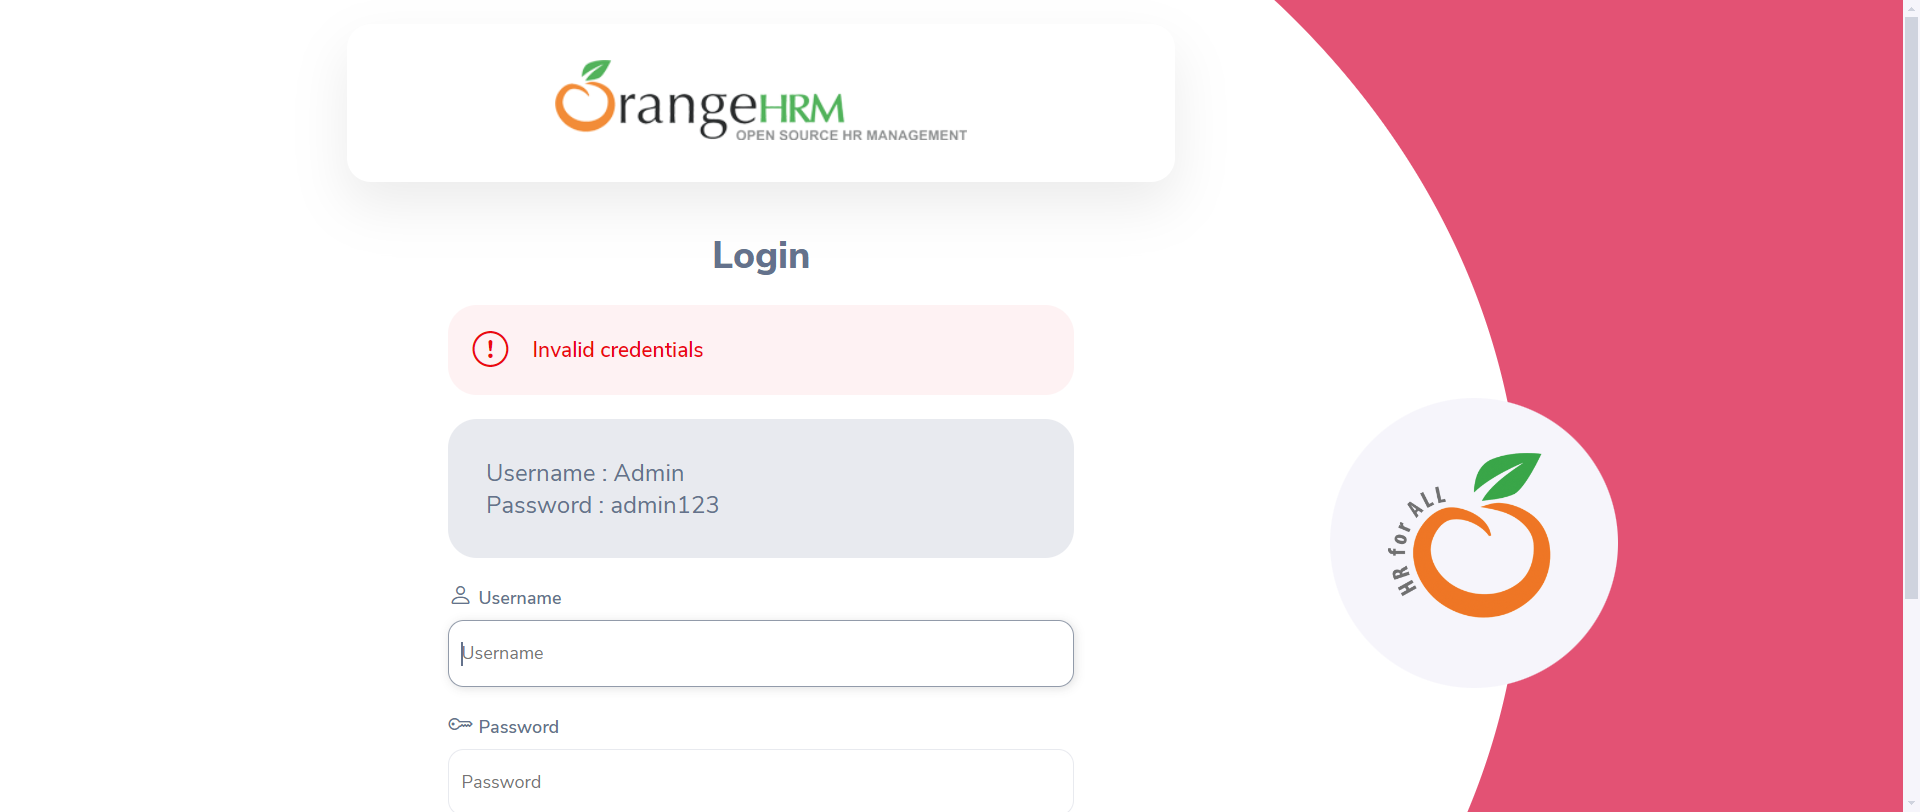 OrangeHRM
OPEN SOURCE HR MANAGEMENT
Login
Invalid credentials
Username : Admin
Password : admin123
Username
Username
Password
Password
HR for ALL